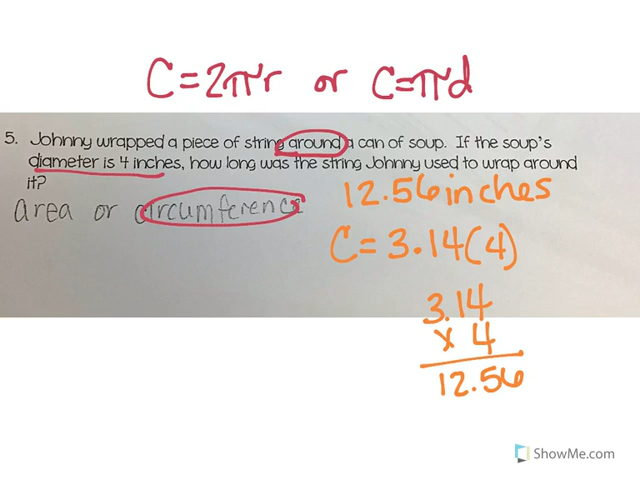 C=2πr or C=πd
5. Johnny wrapped a piece of string around a can of soup. If the soup's
diameter is 4 inches, how long was the string Johnny used to wrap around
it?
area or circumference
12.56 inches
C=3.14(4)
3.14
x 4
12.56
ShowMe.com